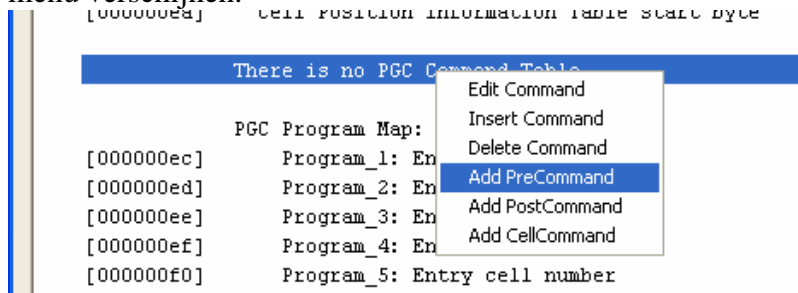 menu verschijnen.
[000000ea] Cell Position Information Table start byte
There is no PGC Command Table
Edit Command
Insert Command
PGC Program Map:
Delete Command
[000000ec] Program_1: En
Add PreCommand
[000000ed] Program_2: En
Add PostCommand
[000000ee] Program_3: En
Add CellCommand
[000000ef] Program_4: En
[000000f0] Program_5: Entry cell number